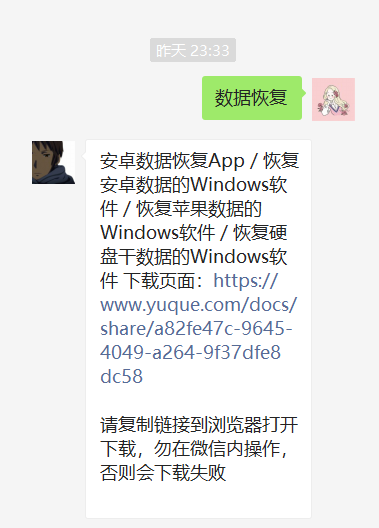 昨天 23:33
数据恢复
安卓数据恢复App / 恢复
安卓数据的Windows软
件 / 恢复苹果数据的
Windows软件 / 恢复硬
盘干数据的Windows软
件 下载页面：https://
www.yuque.com/docs/
share/a82fe47c-9645-
4049-a264-9f37dfe8
dc58
请复制链接到浏览器打开
下载，勿在微信内操作，
否则会下载失败